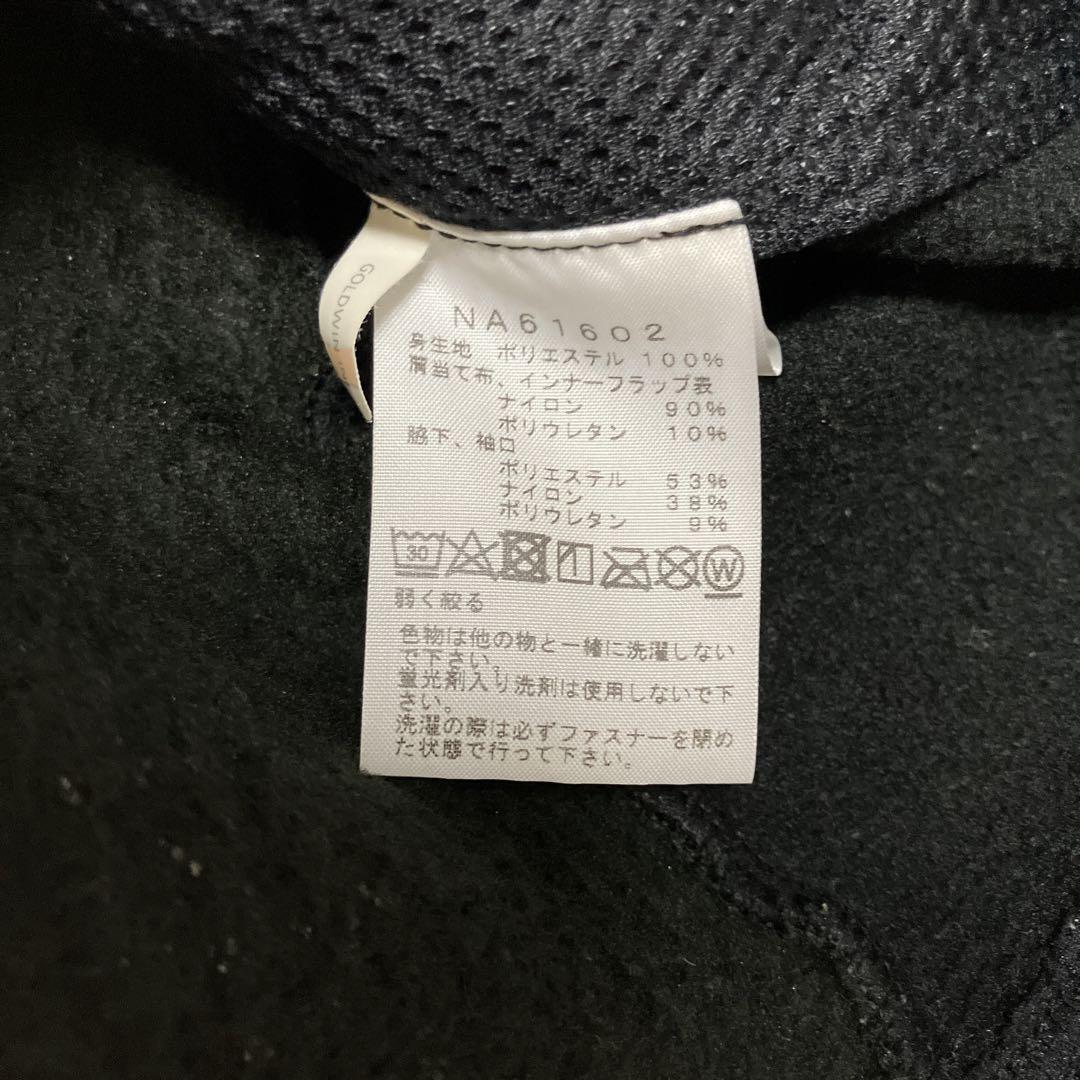 GOLDWIN
NA61602
身生地 ポリエステル 100%
肩当て布、インナーフラップ表
ナイロン 90%
ポリウレタン 10%
脇下、袖口
ポリエステル 53%
ナイロン 38%
ポリウレタン 9%
30
W
弱く絞る
色物は他の物と一緒に洗濯しない
で下さい。
蛍光剤入り洗剤は使用しないで下
さい。
洗濯の際は必ずファスナーを閉め
た状態で行って下さい。